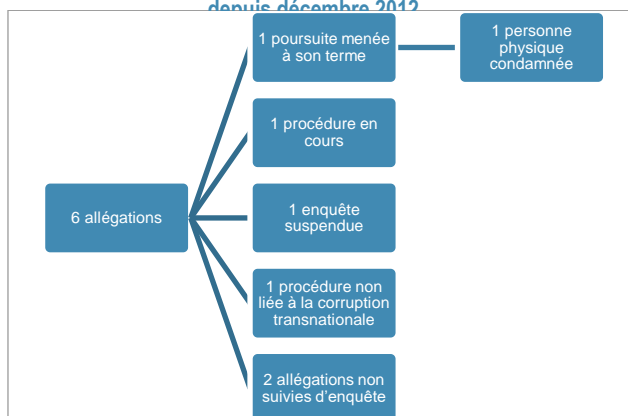 depuis décembre 2012
1 poursuite menée
à son terme
1 personne
physique
condamnée
1 procédure en
cours
6 allégations
1 enquête
suspendue
1 procédure non
liée à la corruption
transnationale
2 allégations non
suivies d'enquête